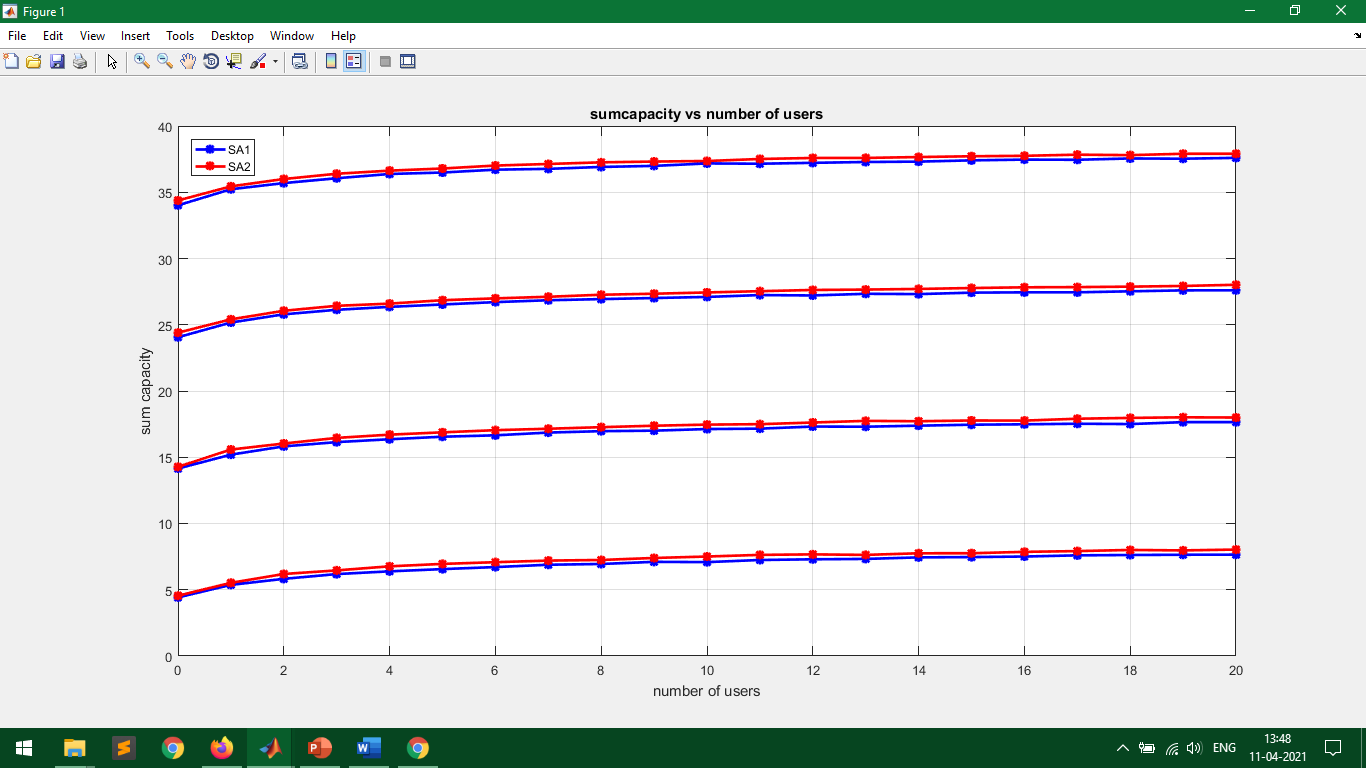 Figure 1
File Edit View Insert Tools Desktop Window Help
sumcapacity vs number of users
SA1
SA2
40
35
30
25
20
15
10
5
0
sum capacity
0 2 4 6 8 10 12 14 16 18 20
number of users
ENG
13:48
11-04-2021